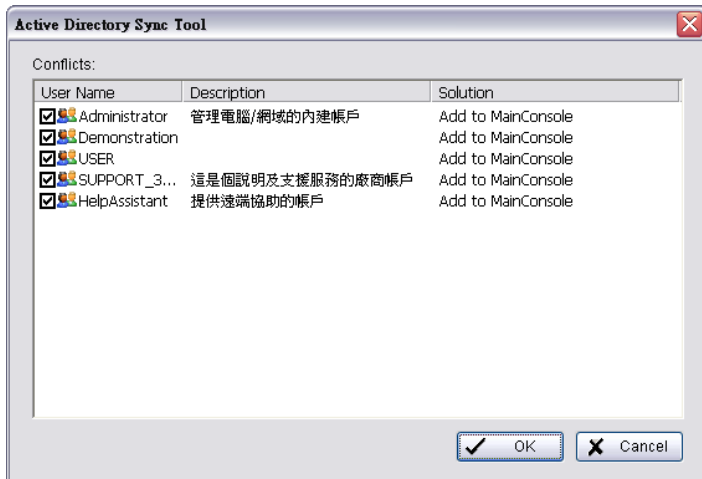 Active Directory Sync Tool
Conflicts:
User Name Description Solution
Administrator 管理電腦/網域的內建帳戶 Add to MainConsole
Demonstration Add to MainConsole
USER Add to MainConsole
SUPPORT_3... 這是個說明及支援服務的廠商帳戶 Add to MainConsole
HelpAssistant 提供遠端協助的帳戶 Add to MainConsole
OK Cancel